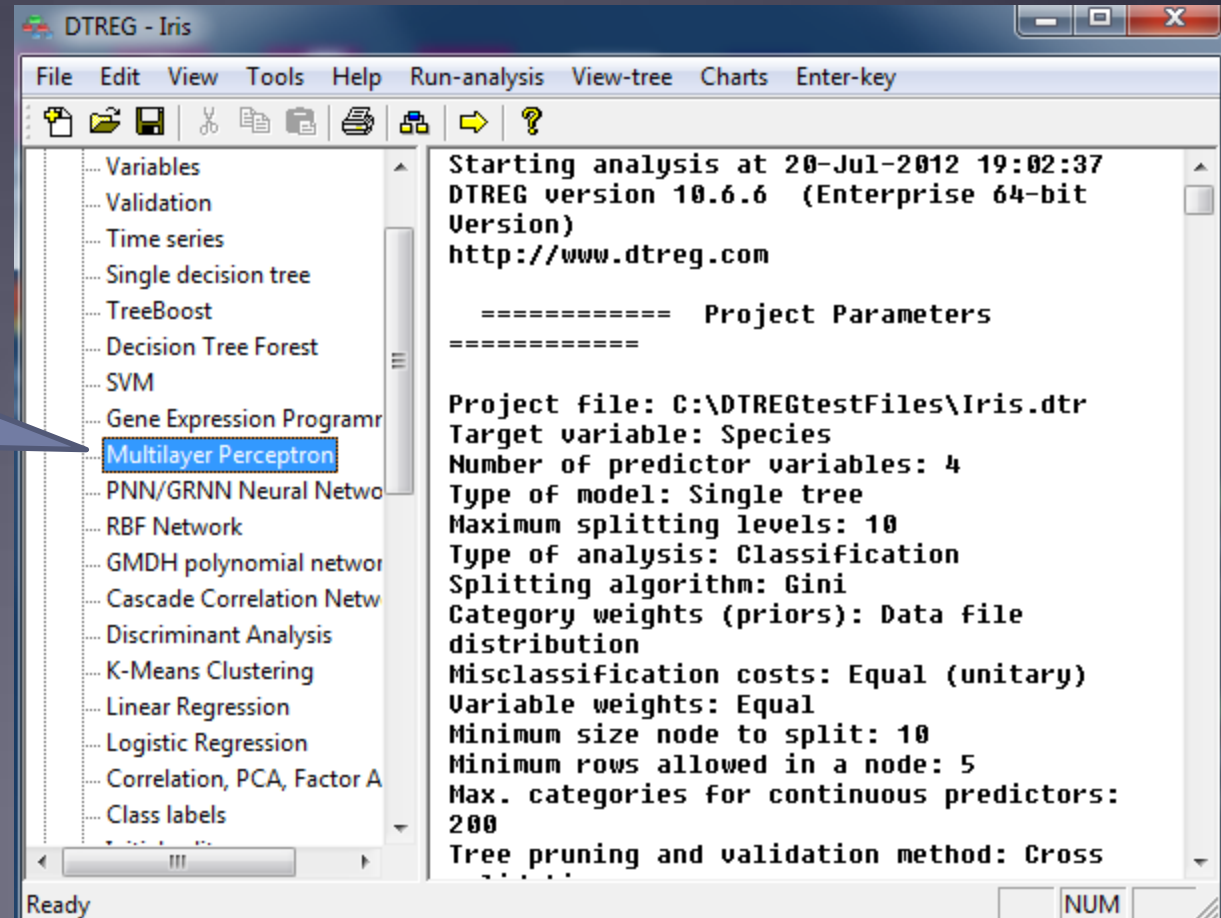 DTREG - Iris
File Edit View Tools Help Run-analysis View-tree Charts Enter-key
Variables
Validation
Time series
Single decision tree
TreeBoost
Decision Tree Forest
SVM
Gene Expression Programr
Multilayer Perceptron
PNN/GRNN Neural Netwo
RBF Network
GMDH polynomial networ
Cascade Correlation Netw
Discriminant Analysis
K-Means Clustering
Linear Regression
Logistic Regression
Correlation, PCA, Factor A
Class labels
Starting analysis at 20-Jul-2012 19:02:37
DTREG version 10.6.6 (Enterprise 64-bit
Version)
http://www.dtreg.com
============ Project Parameters
============
Project file: C:\DTREGtestFiles\Iris.dtr
Target variable: Species
Number of predictor variables: 4
Type of model: Single tree
Maximum splitting levels: 10
Type of analysis: Classification
Splitting algorithm: Gini
Category weights (priors): Data file
distribution
Misclassification costs: Equal (unitary)
Variable weights: Equal
Minimum size node to split: 10
Minimum rows allowed in a node: 5
Max. categories for continuous predictors:
200
Tree pruning and validation method: Cross
Ready
NUM